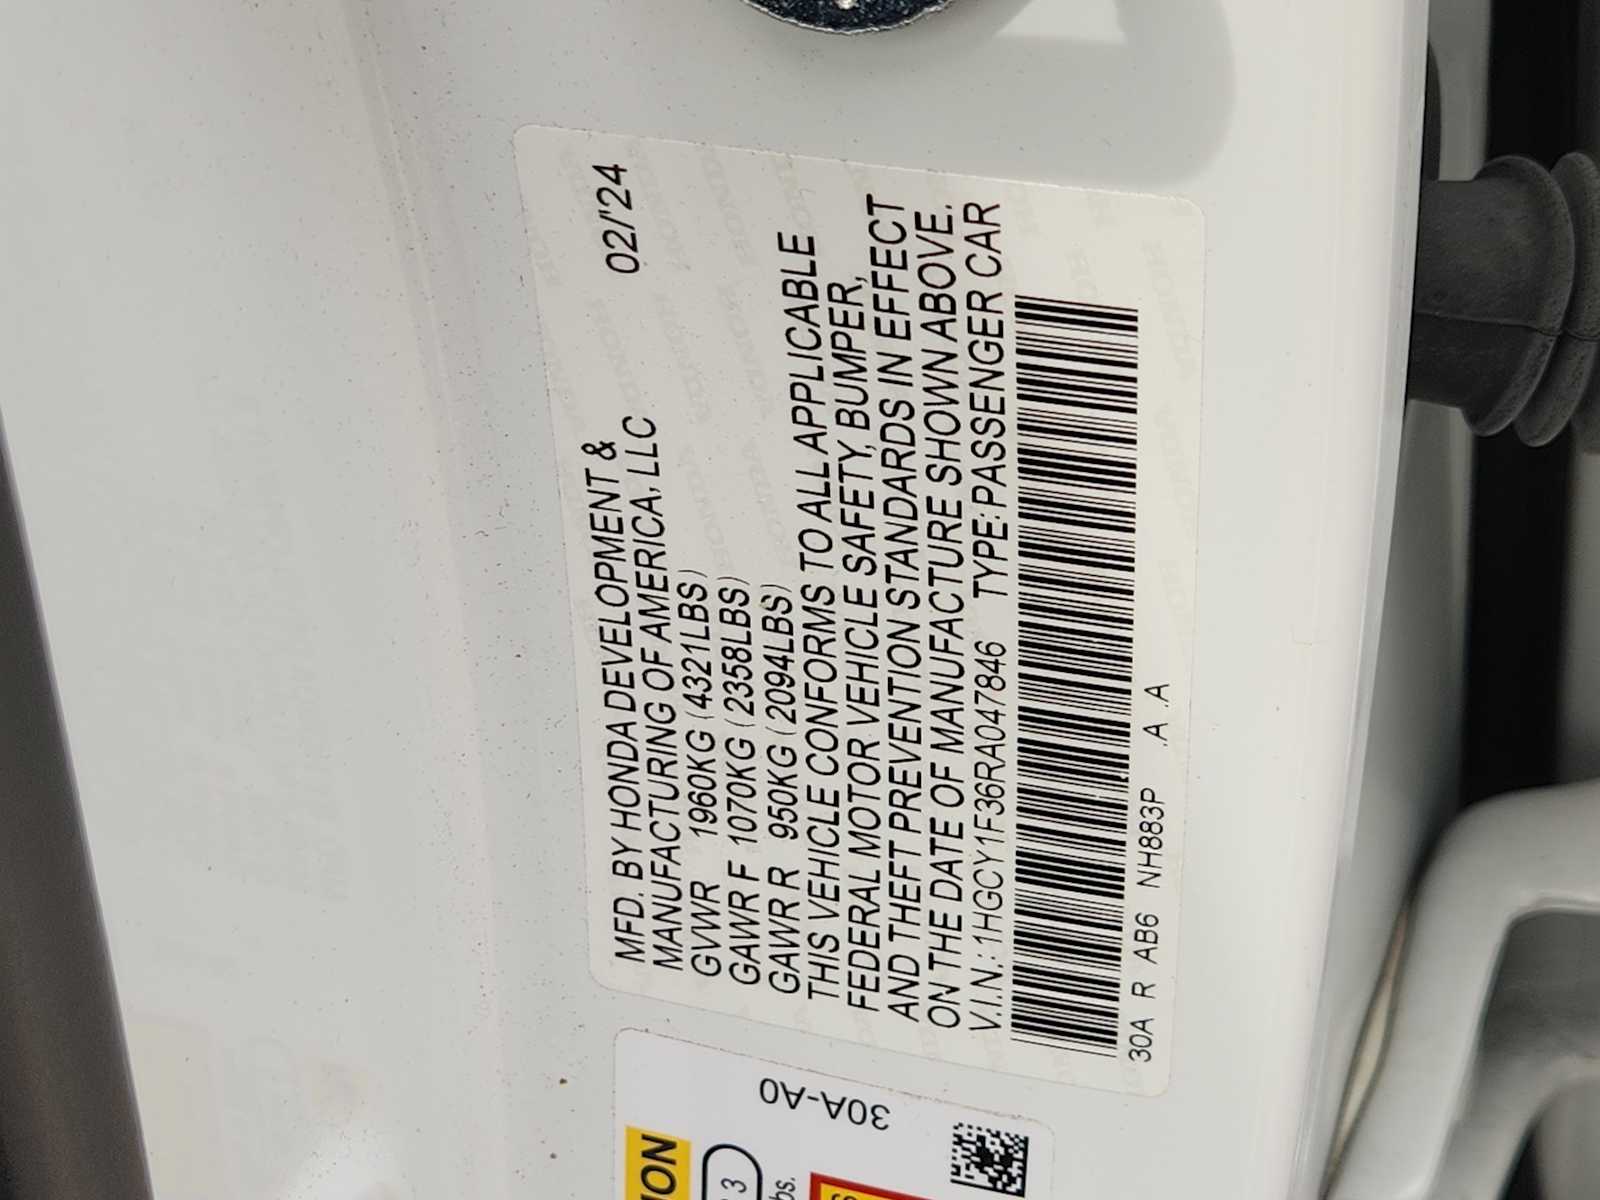 MFD. BY HONDA DEVELOPMENT & 02/'24
MANUFACTURING OF AMERICA, LLC
GVWR 1960KG (4321LBS)
GAWR F 1070KG (2358LBS)
GAWR R 950KG (2094LBS)
THIS VEHICLE CONFORMS TO ALL APPLICABLE
FEDERAL MOTOR VEHICLE SAFETY, BUMPER,
AND THEFT PREVENTION STANDARDS IN EFFECT
ON THE DATE OF MANUFACTURE SHOWN ABOVE.
V.I.N.: 1HGCY1F36RA047846 TYPE: PASSENGER CAR
30A R AB6 NH883P .A .A
30A-A0